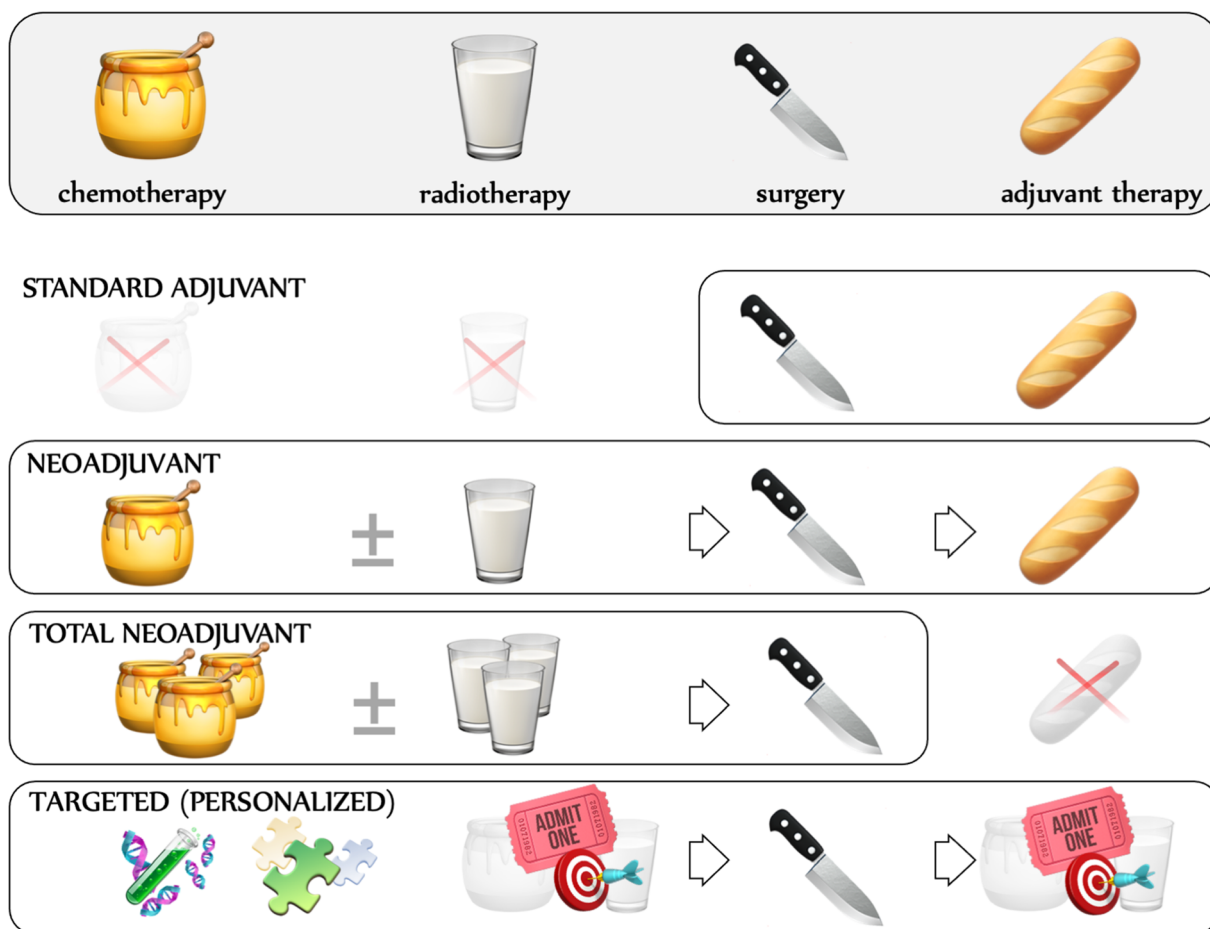 chemotherapy
radiotherapy
surgery
adjuvant therapy
STANDARD ADJUVANT
NEOADJUVANT
±
TOTAL NEOADJUVANT
±
TARGETED (PERSONALIZED)
ADMIT
ONE
ADMIT
ONE